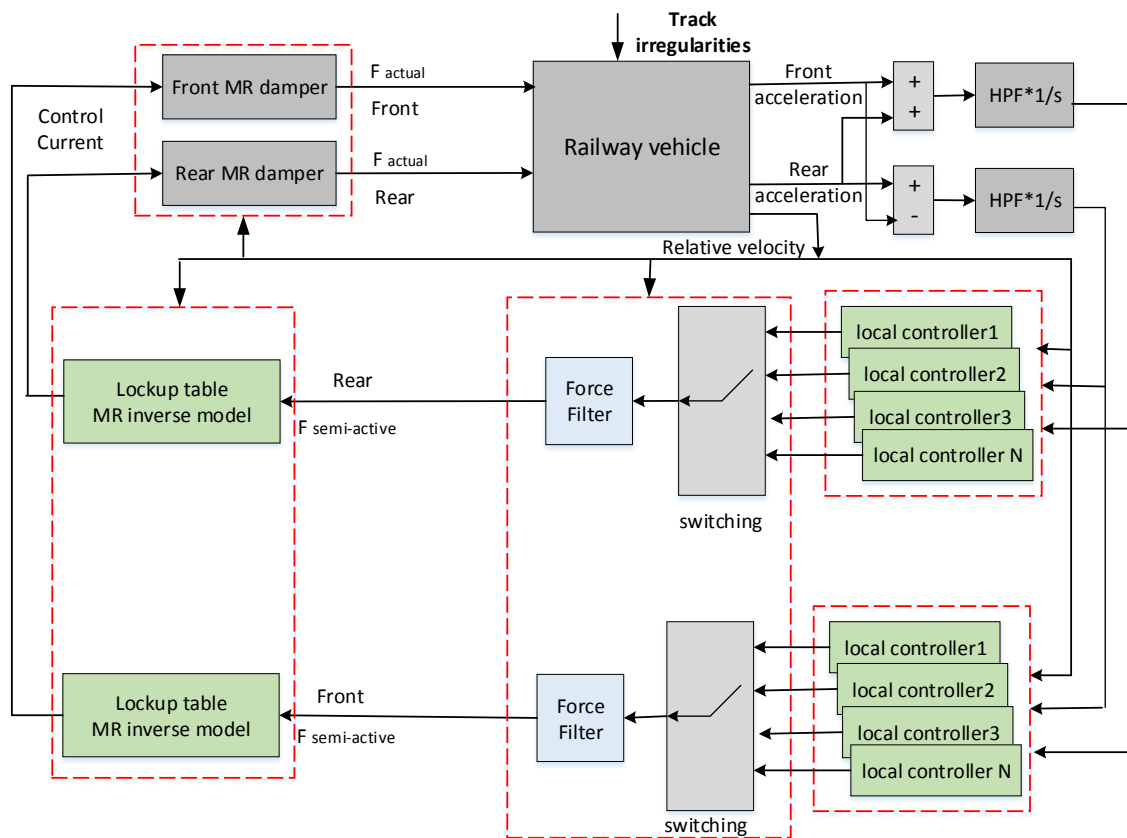 Track
irregularities
Front MR damper
F actual
Front
Control
Current
Rear MR damper
F actual
Rear
Railway vehicle
Front
acceleration
Rear
acceleration
+
+
HPF*1/s
+
-
HPF*1/s
Relative velocity
local controller1
local controller2
local controller3
local controller N
Lockup table
MR inverse model
Rear
F semi-active
Force
Filter
switching
local controller1
local controller2
local controller3
local controller N
Lockup table
MR inverse model
Front
F semi-active
Force
Filter
switching